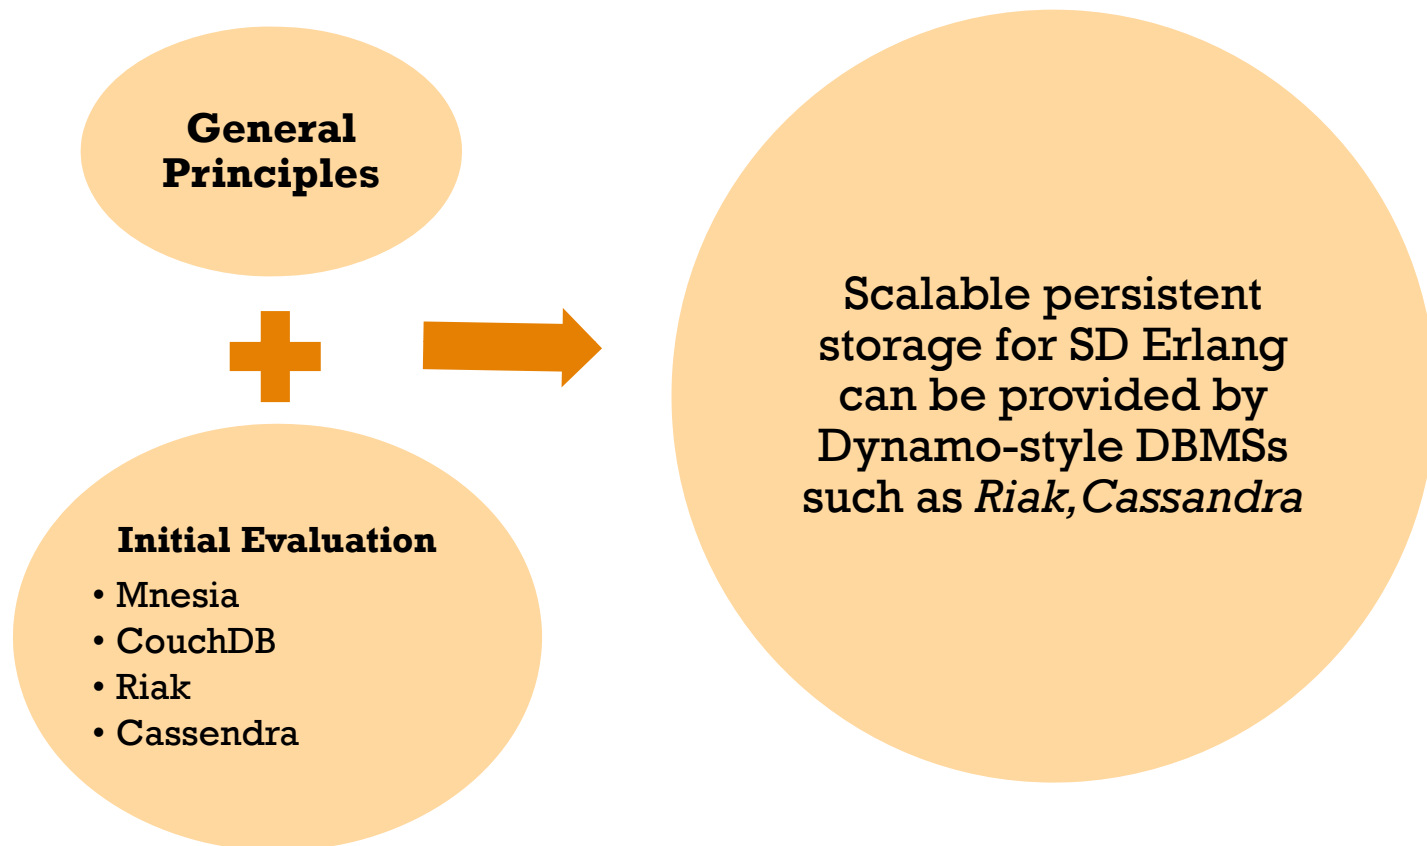 General
Principles
Initial Evaluation
• Mnesia
• CouchDB
• Riak
• Cassendra
Scalable persistent
storage for SD Erlang
can be provided by
Dynamo-style DBMSs
such as Riak, Cassandra